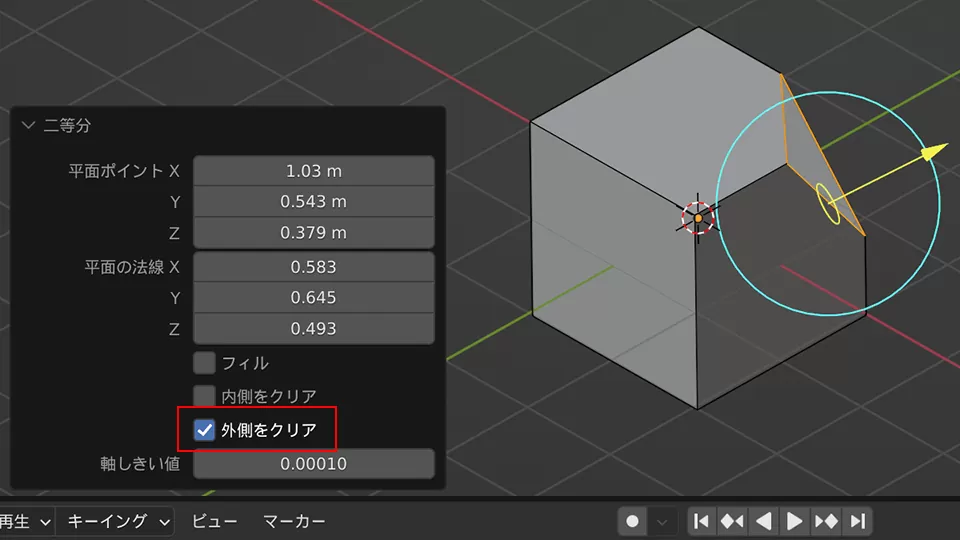 二等分
平面ポイント X 1.03 m
Y 0.543 m
Z 0.379 m
平面の法線 X 0.583
Y 0.645
Z 0.493
フィル
内側をクリア
外側をクリア
軸しきい値 0.00010
再生 キーイング ビュー マーカー